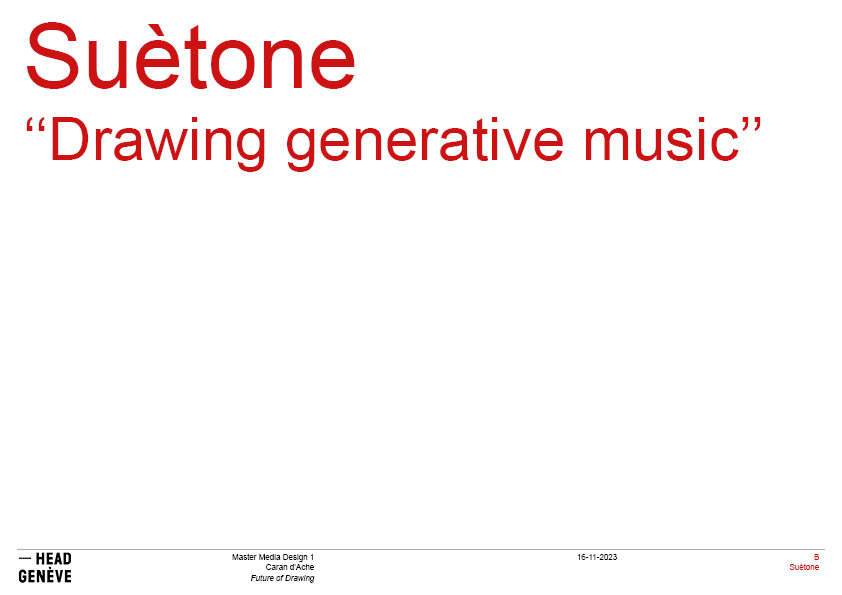 Suètone
‘‘Drawing generative music’’
— HEAD
GENÈVE
Master Media Design 1
Caran d'Ache
Future of Drawing
16-11-2023
B
Suètone